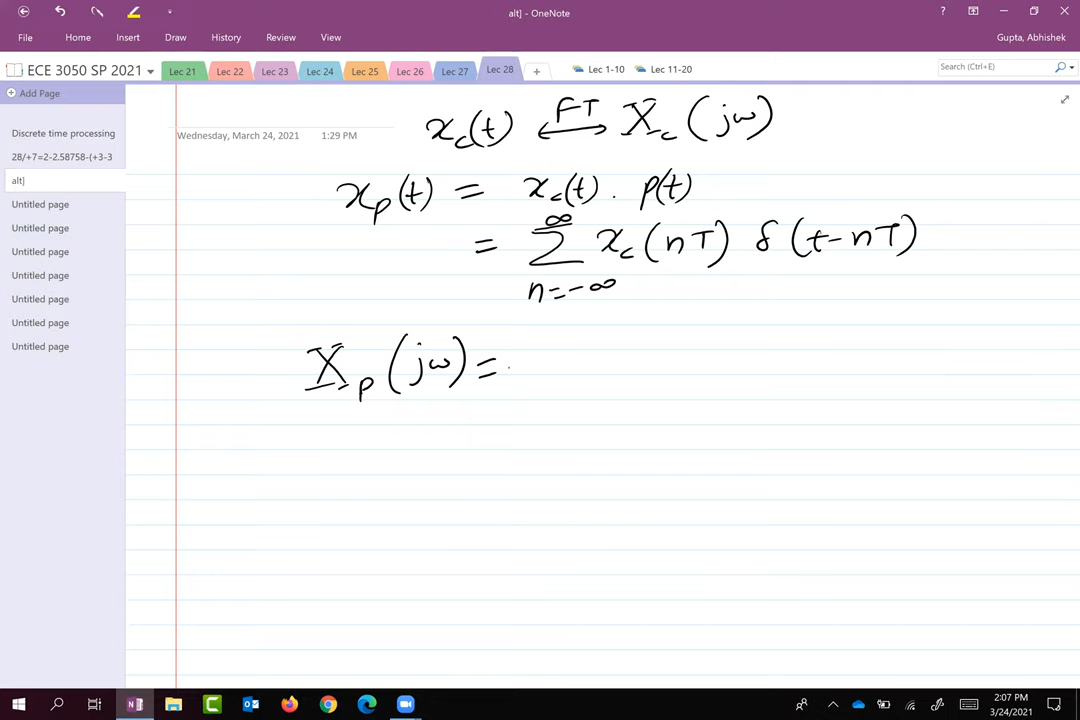 alt] - OneNote
?
Gupta, Abhishek
File Home Insert Draw History Review View
ECE 3050 SP 2021
Lec 21 Lec 22 Lec 23 Lec 24 Lec 25 Lec 26 Lec 27 Lec 28 + Lec 1-10 Lec 11-20
Search (Ctrl+E)
Add Page
Discrete time processing
28/+7=2-2.58758-(+3-3
alt]
Untitled page
Untitled page
Untitled page
Untitled page
Untitled page
Untitled page
Untitled page
Wednesday, March 24, 2021 1:29 PM
x_c(t) ⟷^FT X_c(jω)
x_p(t) = x_c(t) . p(t)
= ∑_{n=-∞}^{∞} x_c(nT) δ(t-nT)
X_p(jω) =
2:07 PM
3/24/2021